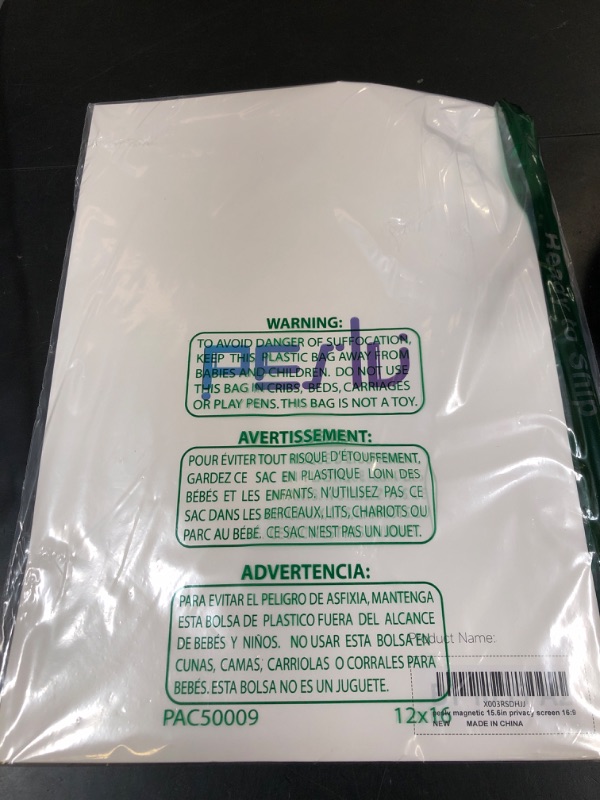 WARNING:
TO AVOID DANGER OF SUFFOCATION,
KEEP THIS PLASTIC BAG AWAY FROM
BABIES AND CHILDREN. DO NOT USE
THIS BAG IN CRIBS, BEDS, CARRIAGES
OR PLAY PENS. THIS BAG IS NOT A TOY.
peslv
AVERTISSEMENT:
POUR ÉVITER TOUT RISQUE D'ÉTOUFFEMENT,
GARDEZ CE SAC EN PLASTIQUE LOIN DES
BÉBÉS ET LES ENFANTS. N'UTILISEZ PAS CE
SAC DANS LES BERCEAUX, LITS, CHARIOTS OU
PARC AU BÉBÉ. CE SAC N'EST PAS UN JOUET.
ADVERTENCIA:
PARA EVITAR EL PELIGRO DE ASFIXIA, MANTENGA
ESTA BOLSA DE PLASTICO FUERA DEL ALCANCE
DE BEBÉS Y NIÑOS. NO USAR ESTA BOLSA EN
CUNAS, CAMAS, CARRIOLAS O CORRALES PARA
BEBÉS. ESTA BOLSA NO ES UN JUGUETE.
PAC50009
12x16
Product Name:
X003RSDHJJ
peslv magnetic 15.6in privacy screen 16:9
NEW MADE IN CHINA
Ship